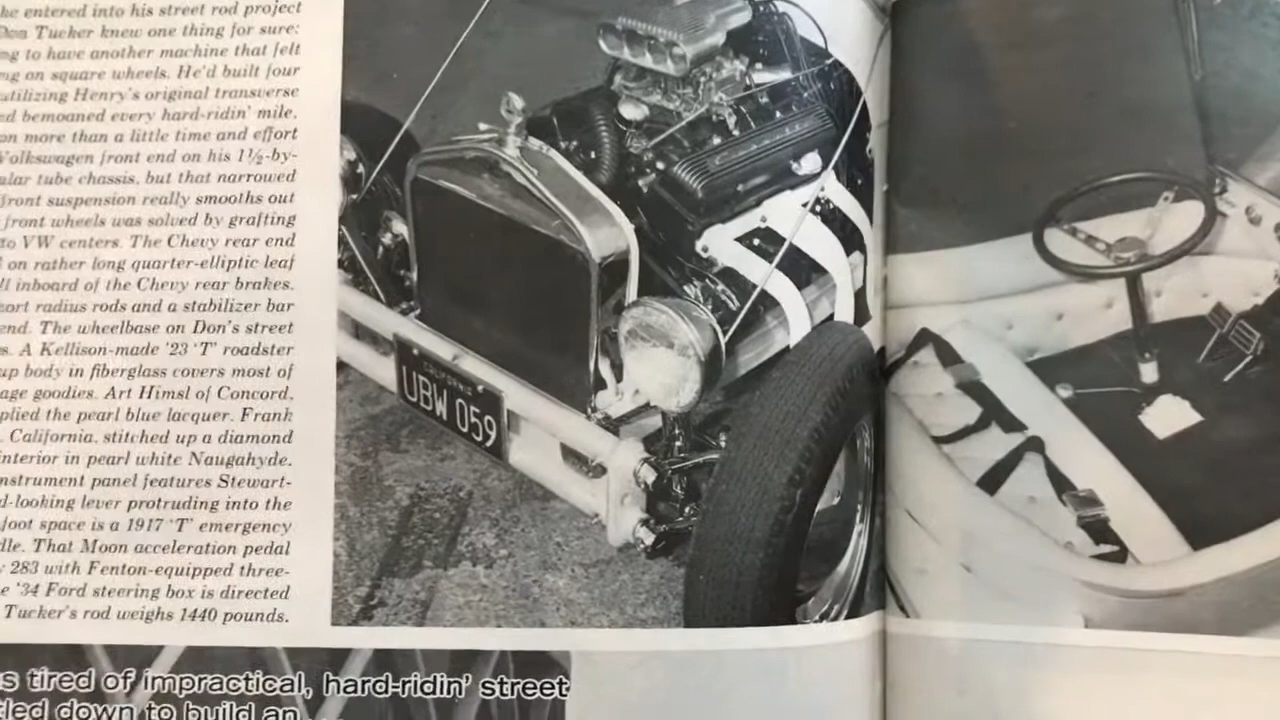 he entered into his street rod project
Don Tucker knew one thing for sure:
ng to have another machine that felt
ng on square wheels. He'd built four
utilizing Henry's original transverse
ed bemoaned every hard-ridin' mile.
on more than a little time and effort
Volkswagen front end on his 1½-by-
ular tube chassis, but that narrowed
front suspension really smooths out
front wheels was solved by grafting
to VW centers. The Chevy rear end
on rather long quarter-elliptic leaf
ll inboard of the Chevy rear brakes.
ort radius rods and a stabilizer bar
end. The wheelbase on Don's street
s. A Kellison-made '23 'T' roadster
up body in fiberglass covers most of
age goodies. Art Himsl of Concord,
plied the pearl blue lacquer. Frank
. California, stitched up a diamond
interior in pearl white Naugahyde.
nstrument panel features Stewart-
d-looking lever protruding into the
foot space is a 1917 'T' emergency
dle. That Moon acceleration pedal
283 with Fenton-equipped three-
e '34 Ford steering box is directed
Tucker's rod weighs 1440 pounds.
CALIFORNIA
UBW 059
s tired of impractical, hard-ridin' street
tled down to build an